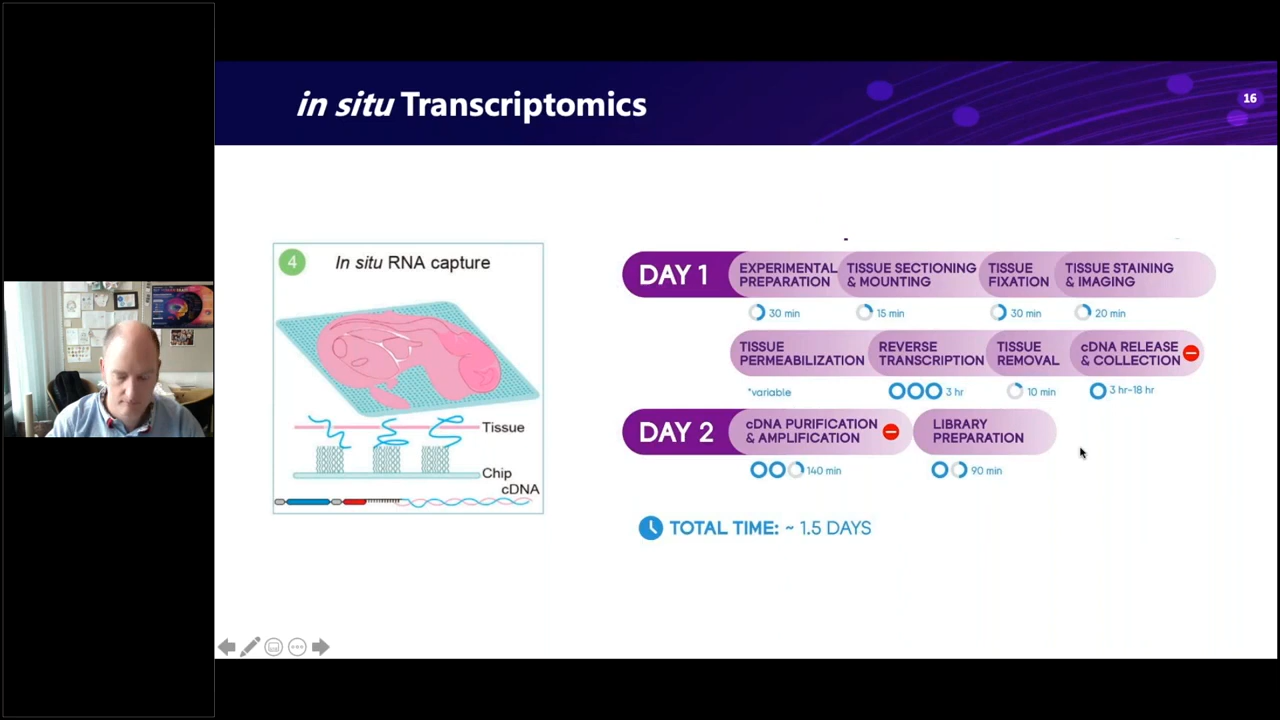 in situ Transcriptomics
16
4
In situ RNA capture
Tissue
Chip
cDNA
DAY 1
EXPERIMENTAL
PREPARATION
30 min
TISSUE SECTIONING
& MOUNTING
15 min
TISSUE
FIXATION
30 min
TISSUE STAINING
& IMAGING
20 min
TISSUE
PERMEABILIZATION
*variable
REVERSE
TRANSCRIPTION
3 hr
TISSUE
REMOVAL
10 min
cDNA RELEASE
& COLLECTION
3 hr-18 hr
DAY 2
cDNA PURIFICATION
& AMPLIFICATION
140 min
LIBRARY
PREPARATION
90 min
TOTAL TIME: ~ 1.5 DAYS